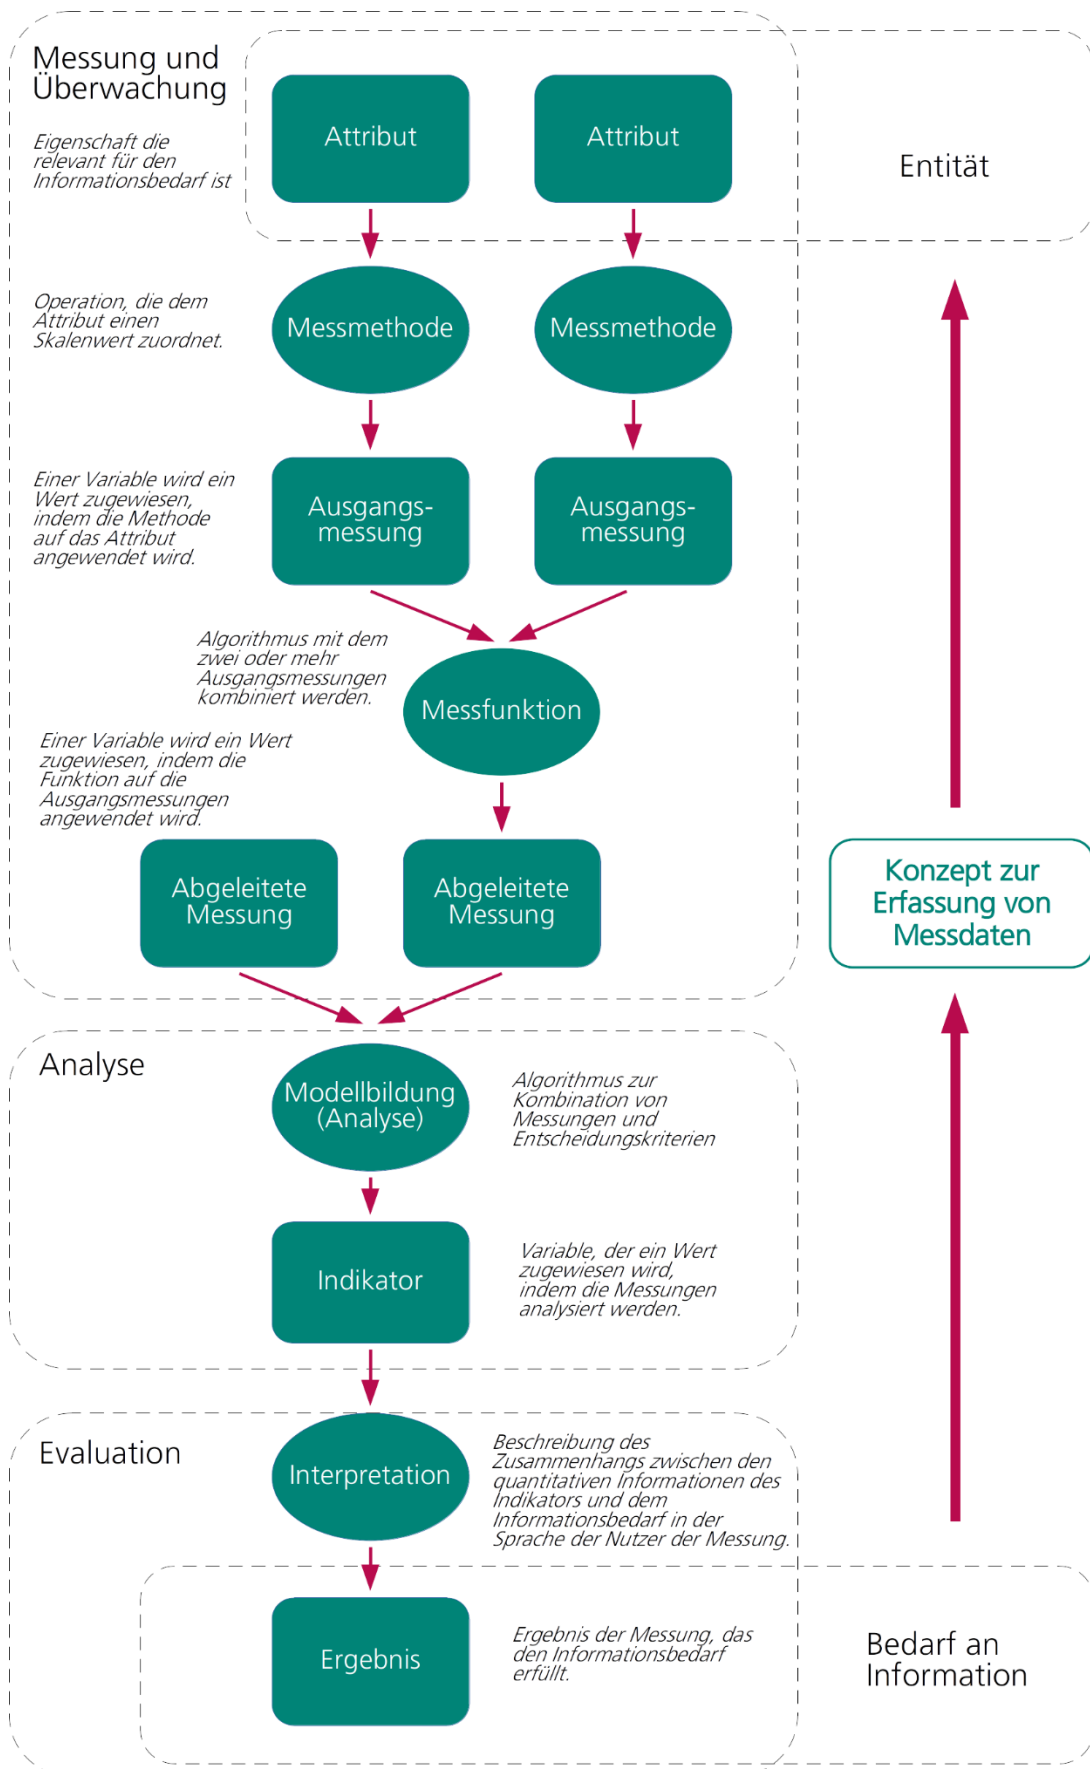 Messung und
Überwachung
Eigenschaft die
relevant für den
Informationsbedarf ist
Attribut
Attribut
Entität
Operation, die dem
Attribut einen
Skalenwert zuordnet.
Messmethode
Messmethode
Einer Variable wird ein
Wert zugewiesen,
indem die Methode
auf das Attribut
angewendet wird.
Ausgangs-
messung
Ausgangs-
messung
Algorithmus mit dem
zwei oder mehr
Ausgangsmessungen
kombiniert werden.
Messfunktion
Einer Variable wird ein Wert
zugewiesen, indem die
Funktion auf die
Ausgangsmessungen
angewendet wird.
Abgeleitete
Messung
Abgeleitete
Messung
Konzept zur
Erfassung von
Messdaten
Analyse
Modellbildung
(Analyse)
Algorithmus zur
Kombination von
Messungen und
Entscheidungskriterien
Indikator
Variable, der ein Wert
zugewiesen wird,
indem die Messungen
analysiert werden.
Evaluation
Interpretation
Beschreibung des
Zusammenhangs zwischen den
quantitativen Informationen des
Indikators und dem
Informationsbedarf in der
Sprache der Nutzer der Messung.
Ergebnis
Ergebnis der Messung, das
den Informationsbedarf
erfüllt.
Bedarf an
Information